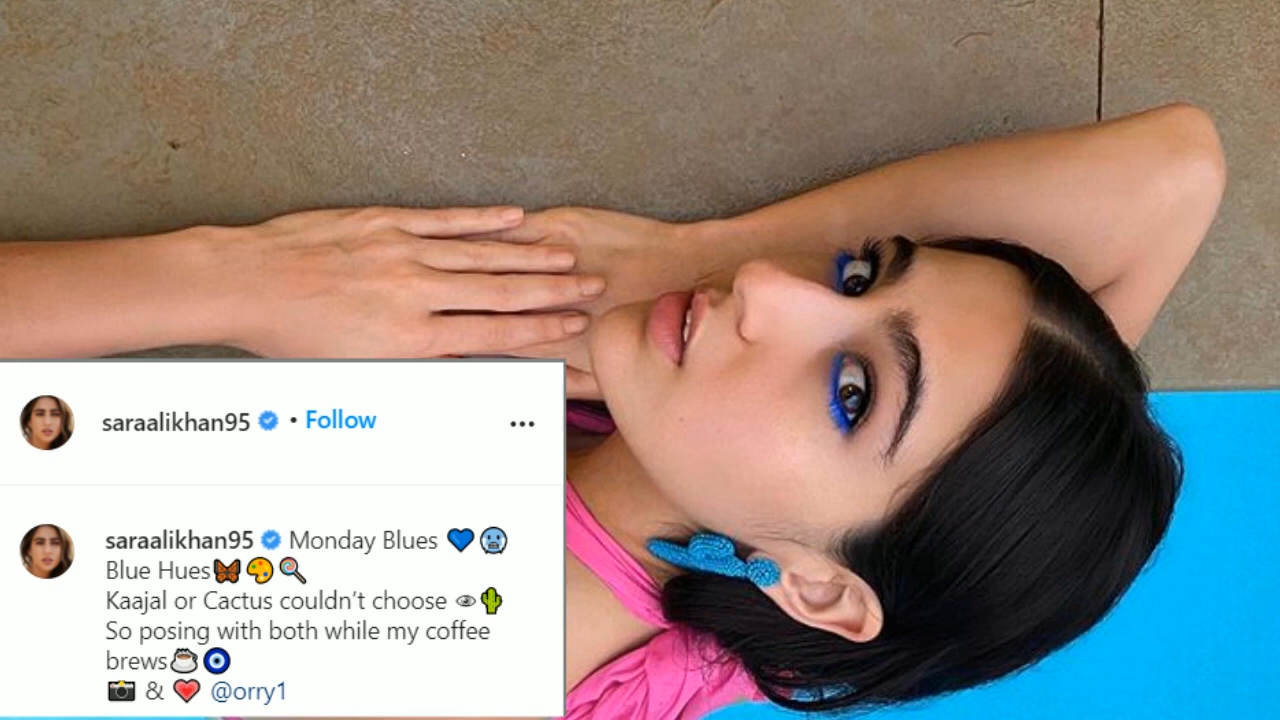 saraalikhan95 • Follow ...
saraalikhan95 Monday Blues 💙🥶
Blue Hues🦋🎨🍭
Kaajal or Cactus couldn't choose 👁🌵
So posing with both while my coffee
brews☕🧿
📸 & ❤️ @orry1